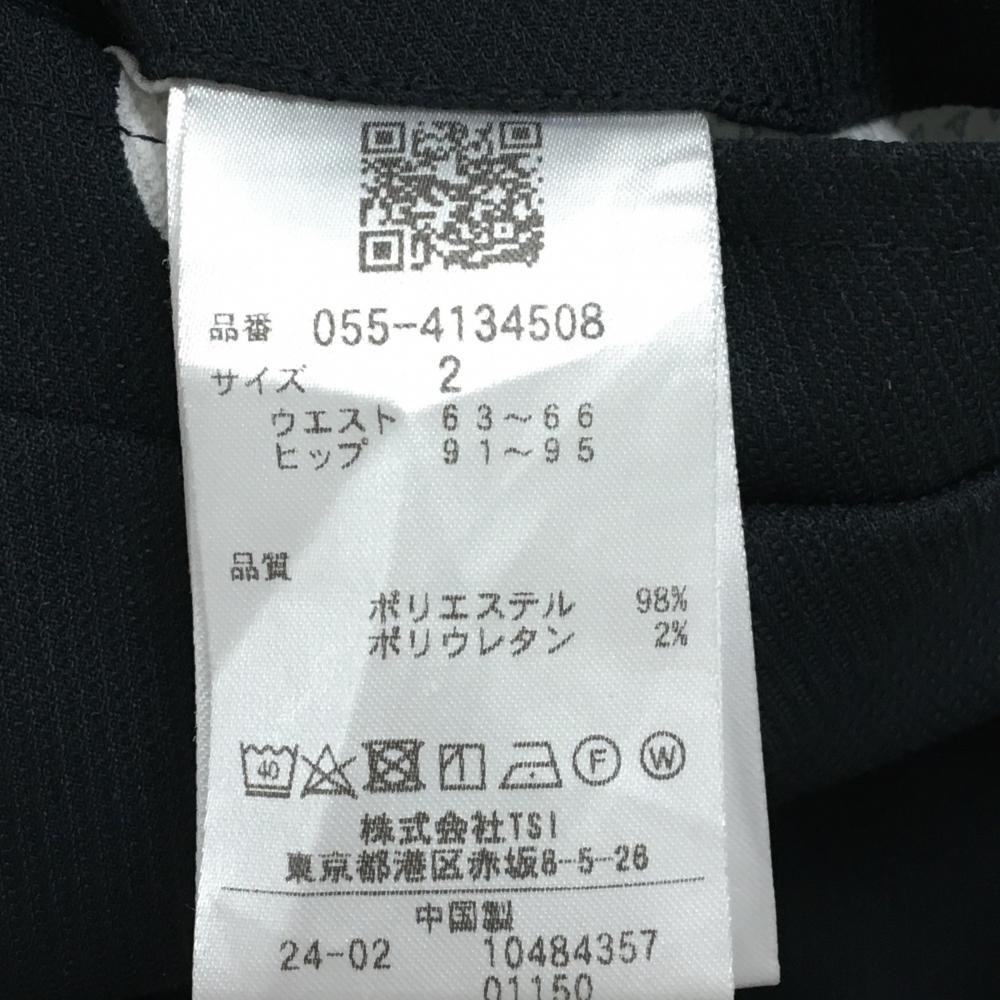 品番 055-4134508
サイズ 2
ウエスト 63~66
ヒップ 91~95
品質
ポリエステル 98%
ポリウレタン 2%
40 F W
株式会社TSI
東京都港区赤坂8-5-28
中国製
24-02 10484357
01150